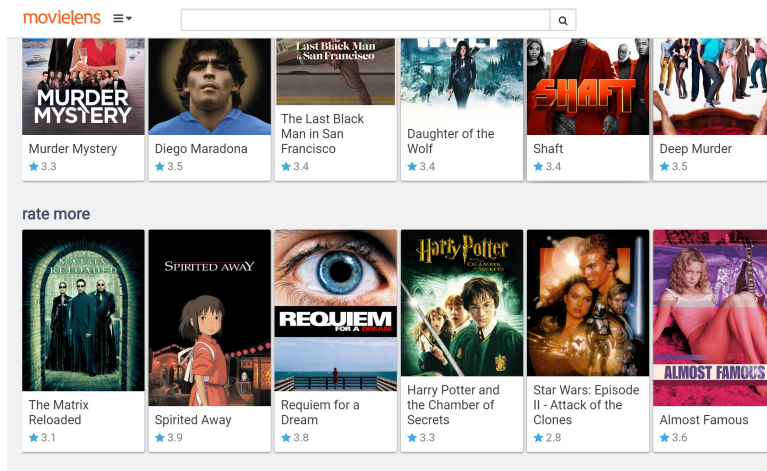 movielens
MURDER
MYSTERY
The
Last Black Man
in San Francisco
WOLF
SHAFT
Murder Mystery
3.3
Diego Maradona
3.5
The Last Black
Man in San
Francisco
3.4
Daughter of the
Wolf
3.4
Shaft
3.4
Deep Murder
3.5
rate more
MATRIX
RELOADED
SPIRITED AWAY
REQUIEM
FOR A DREAM
Harry Potter
AND THE
CHAMBER OF
SECRETS
ALMOST FAMOUS
The Matrix
Reloaded
3.1
Spirited Away
3.9
Requiem for a
Dream
3.8
Harry Potter and
the Chamber of
Secrets
3.3
Star Wars: Episode
II - Attack of the
Clones
2.8
Almost Famous
3.6